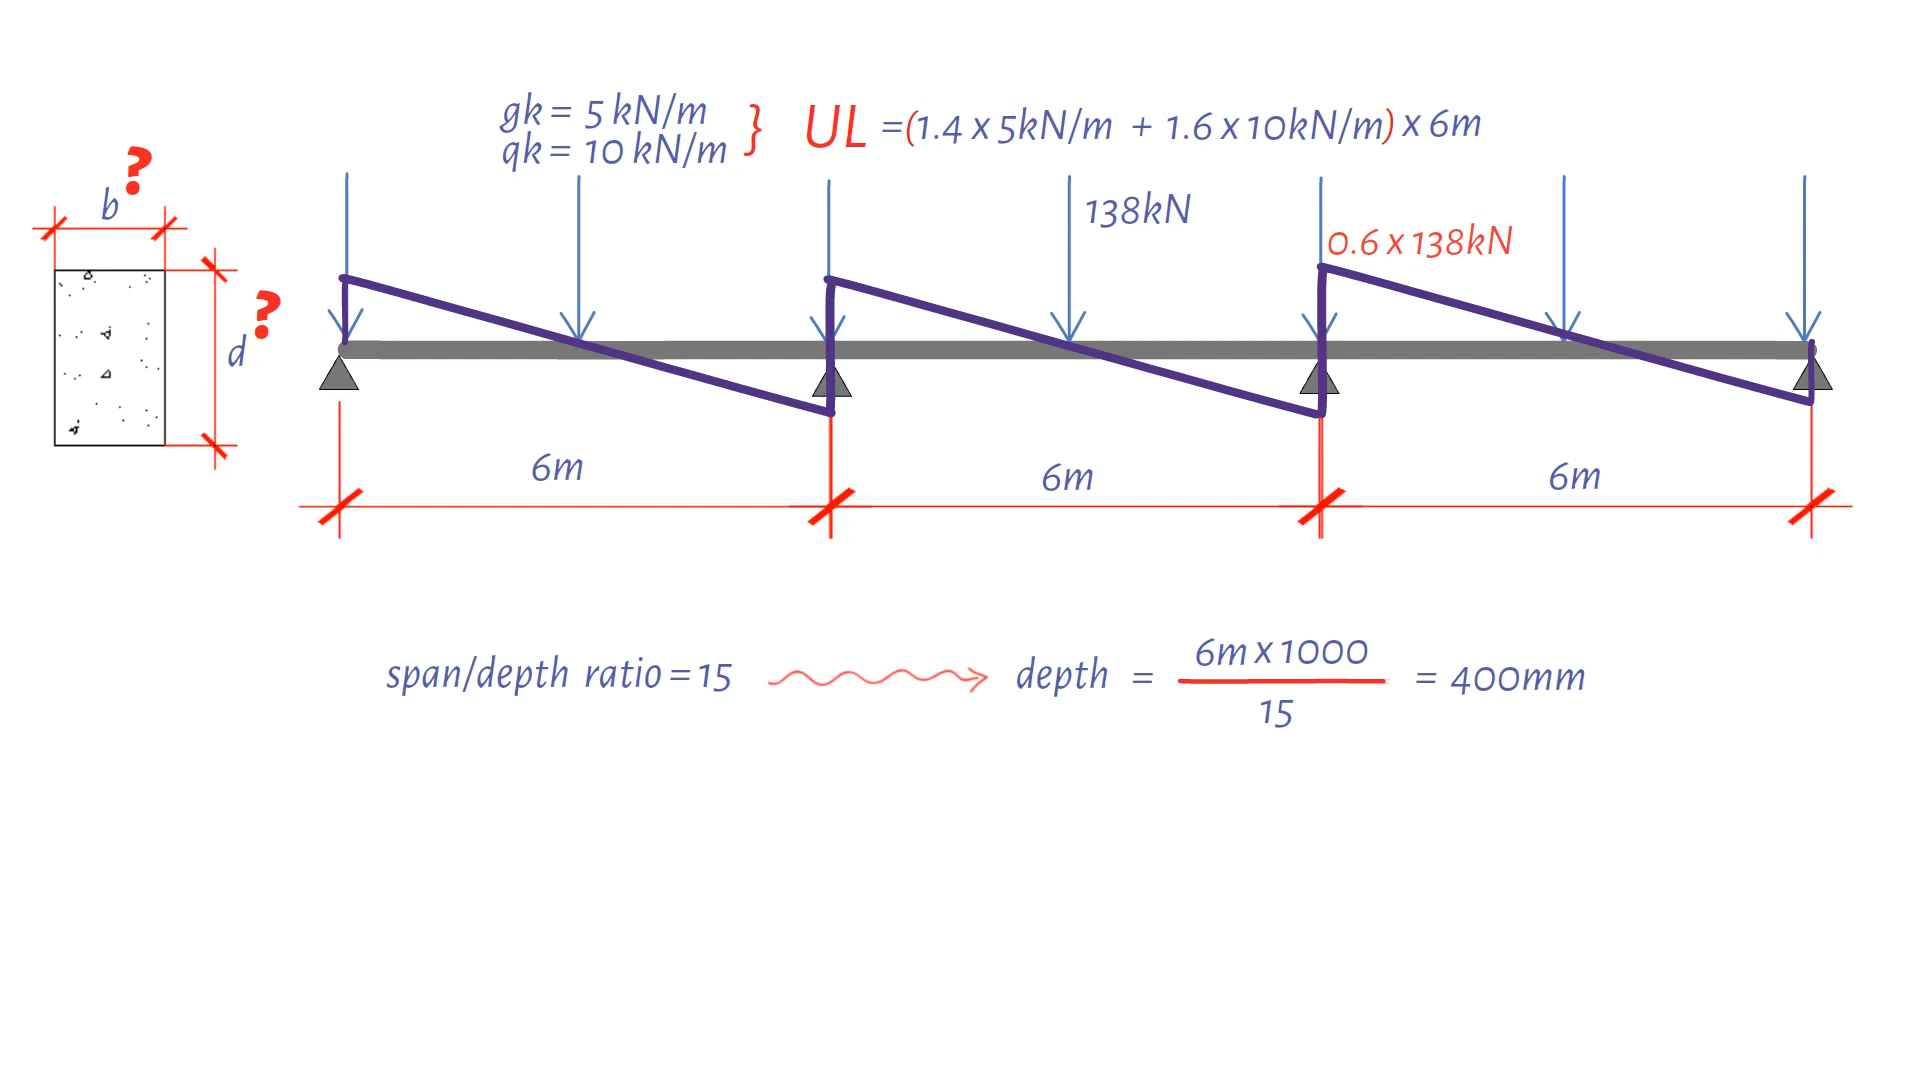 gk = 5 kN/m
qk = 10 kN/m
} UL =(1.4 x 5kN/m + 1.6 x 10kN/m) x 6m
?
b
138kN
0.6 x 138kN
?
d
6m
6m
6m
span/depth ratio = 15
depth = 6m x 1000 / 15 = 400mm